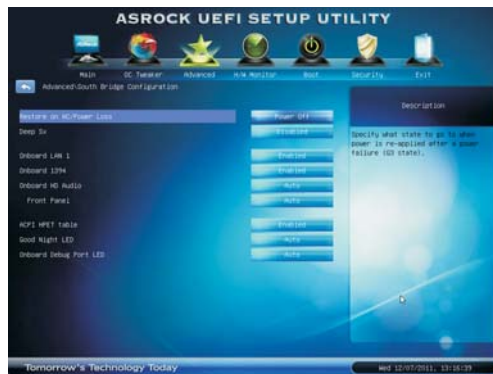 ASROCK UEFI SETUP UTILITY
Main OC Tweaker Advanced H/W Monitor Boot Security Exit
Advanced\South Bridge Configuration
Description
Restore on AC/Power Loss Power Off
Deep Sx Disabled
Specify what state to go to when
power is re-applied after a power
failure (G3 state).
Onboard LAN 1 Enabled
Onboard 1394 Enabled
Onboard HD Audio Auto
Front Panel Auto
ACPI HPET table Enabled
Good Night LED Auto
Onboard Debug Port LED Auto
Tomorrow's Technology Today
Wed 12/07/2011, 13:16:39